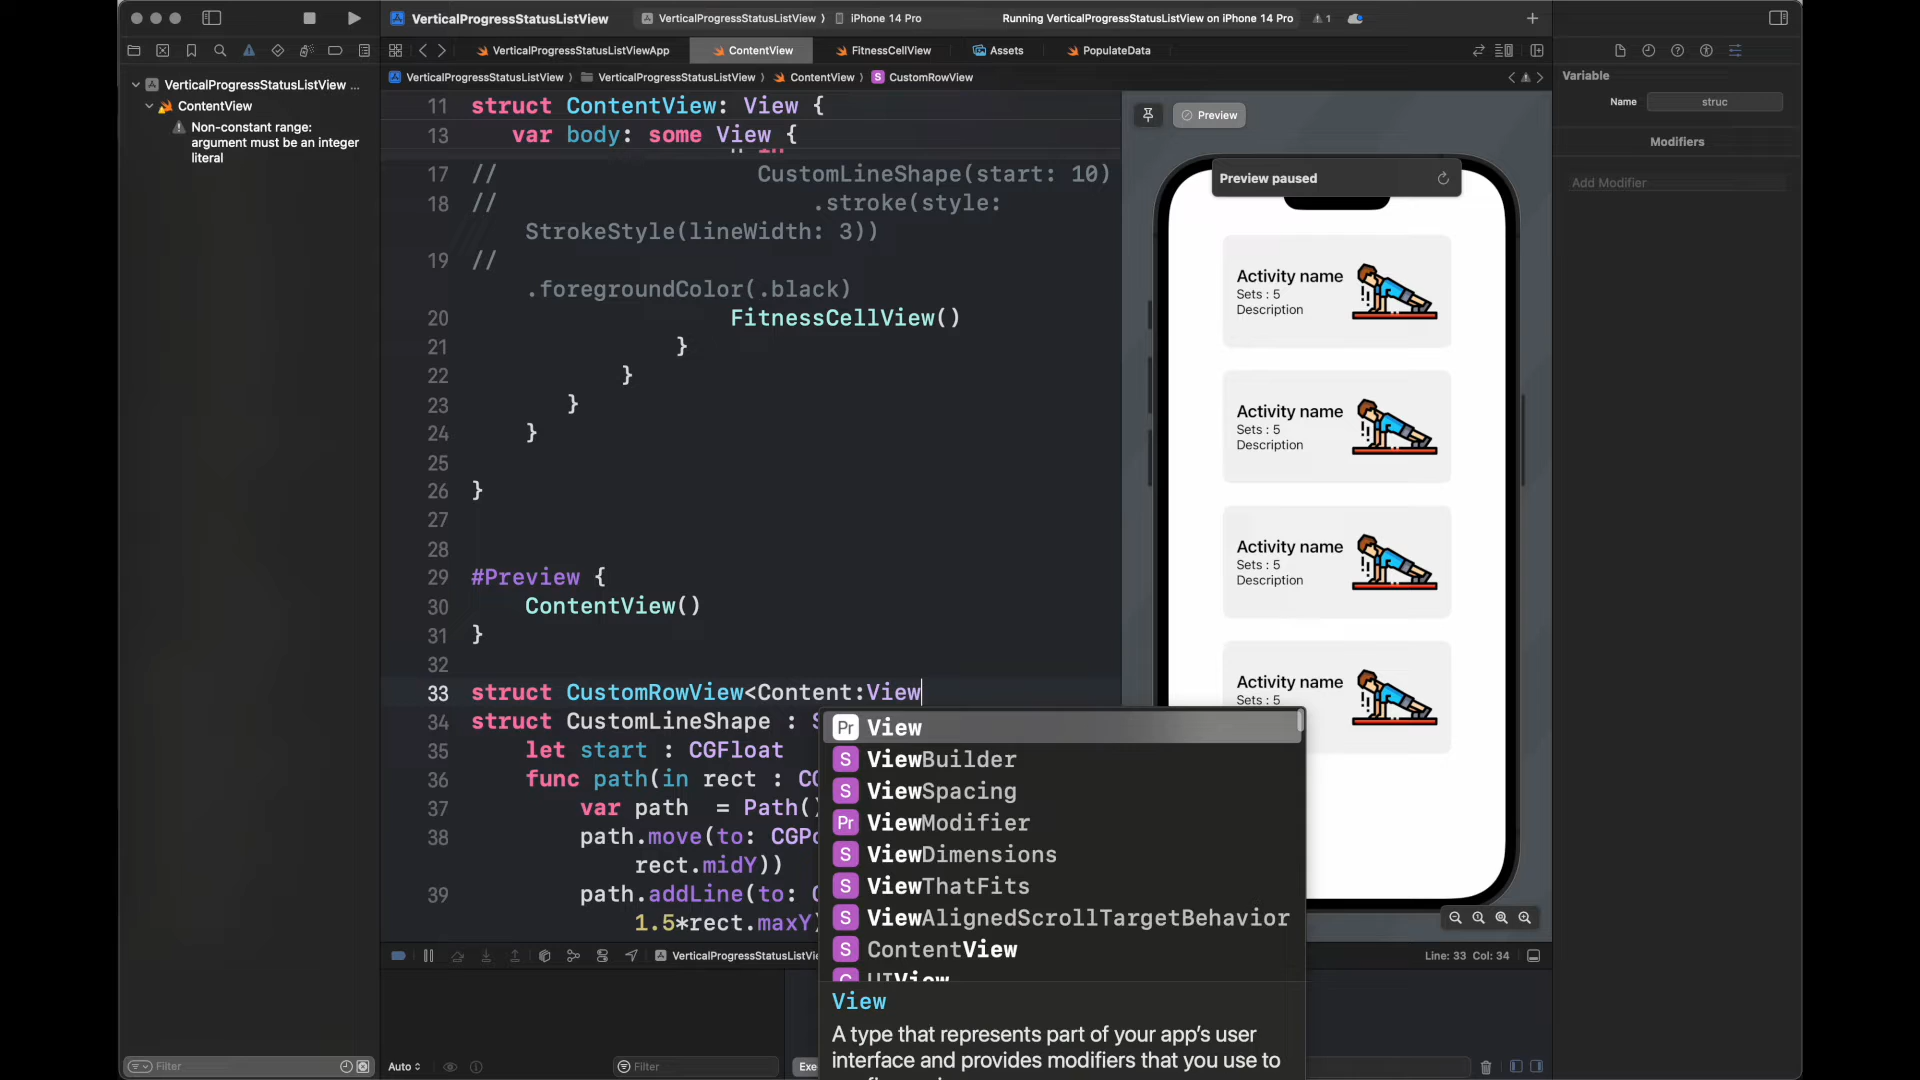 VerticalProgressStatusListView
VerticalProgressStatusListView ⟩ iPhone 14 Pro
Running VerticalProgressStatusListView on iPhone 14 Pro
1
VerticalProgressStatusListViewApp
ContentView
FitnessCellView
Assets
PopulateData
VerticalProgressStatusListView ⟩ VerticalProgressStatusListView ⟩ ContentView ⟩ S CustomRowView
VerticalProgressStatusListView ...
ContentView
Non-constant range:
argument must be an integer
literal
11 struct ContentView: View {
13 var body: some View {
17 // CustomLineShape(start: 10)
18 // .stroke(style:
StrokeStyle(lineWidth: 3))
19 //
.foregroundColor(.black)
20 FitnessCellView()
21 }
22 }
23 }
24 }
25
26 }
27
28
29 #Preview {
30 ContentView()
31 }
32
33 struct CustomRowView<Content:View
34 struct CustomLineShape :
35 let start : CGFloat
36 func path(in rect :
37 var path = Path()
38 path.move(to:
rect.midY))
39 path.addLine(to:
1.5*rect.maxY)
Pr View
S ViewBuilder
S ViewSpacing
Pr ViewModifier
S ViewDimensions
S ViewThatFits
S ViewAlignedScrollTargetBehavior
S ContentView
UIView
View
A type that represents part of your app’s user
interface and provides modifiers that you use to
Preview
Preview paused
Activity name
Sets : 5
Description
Activity name
Sets : 5
Description
Activity name
Sets : 5
Description
Activity name
Sets : 5
Variable
Name struc
Modifiers
Add Modifier
Line: 33 Col: 34
Filter
Auto
Filter